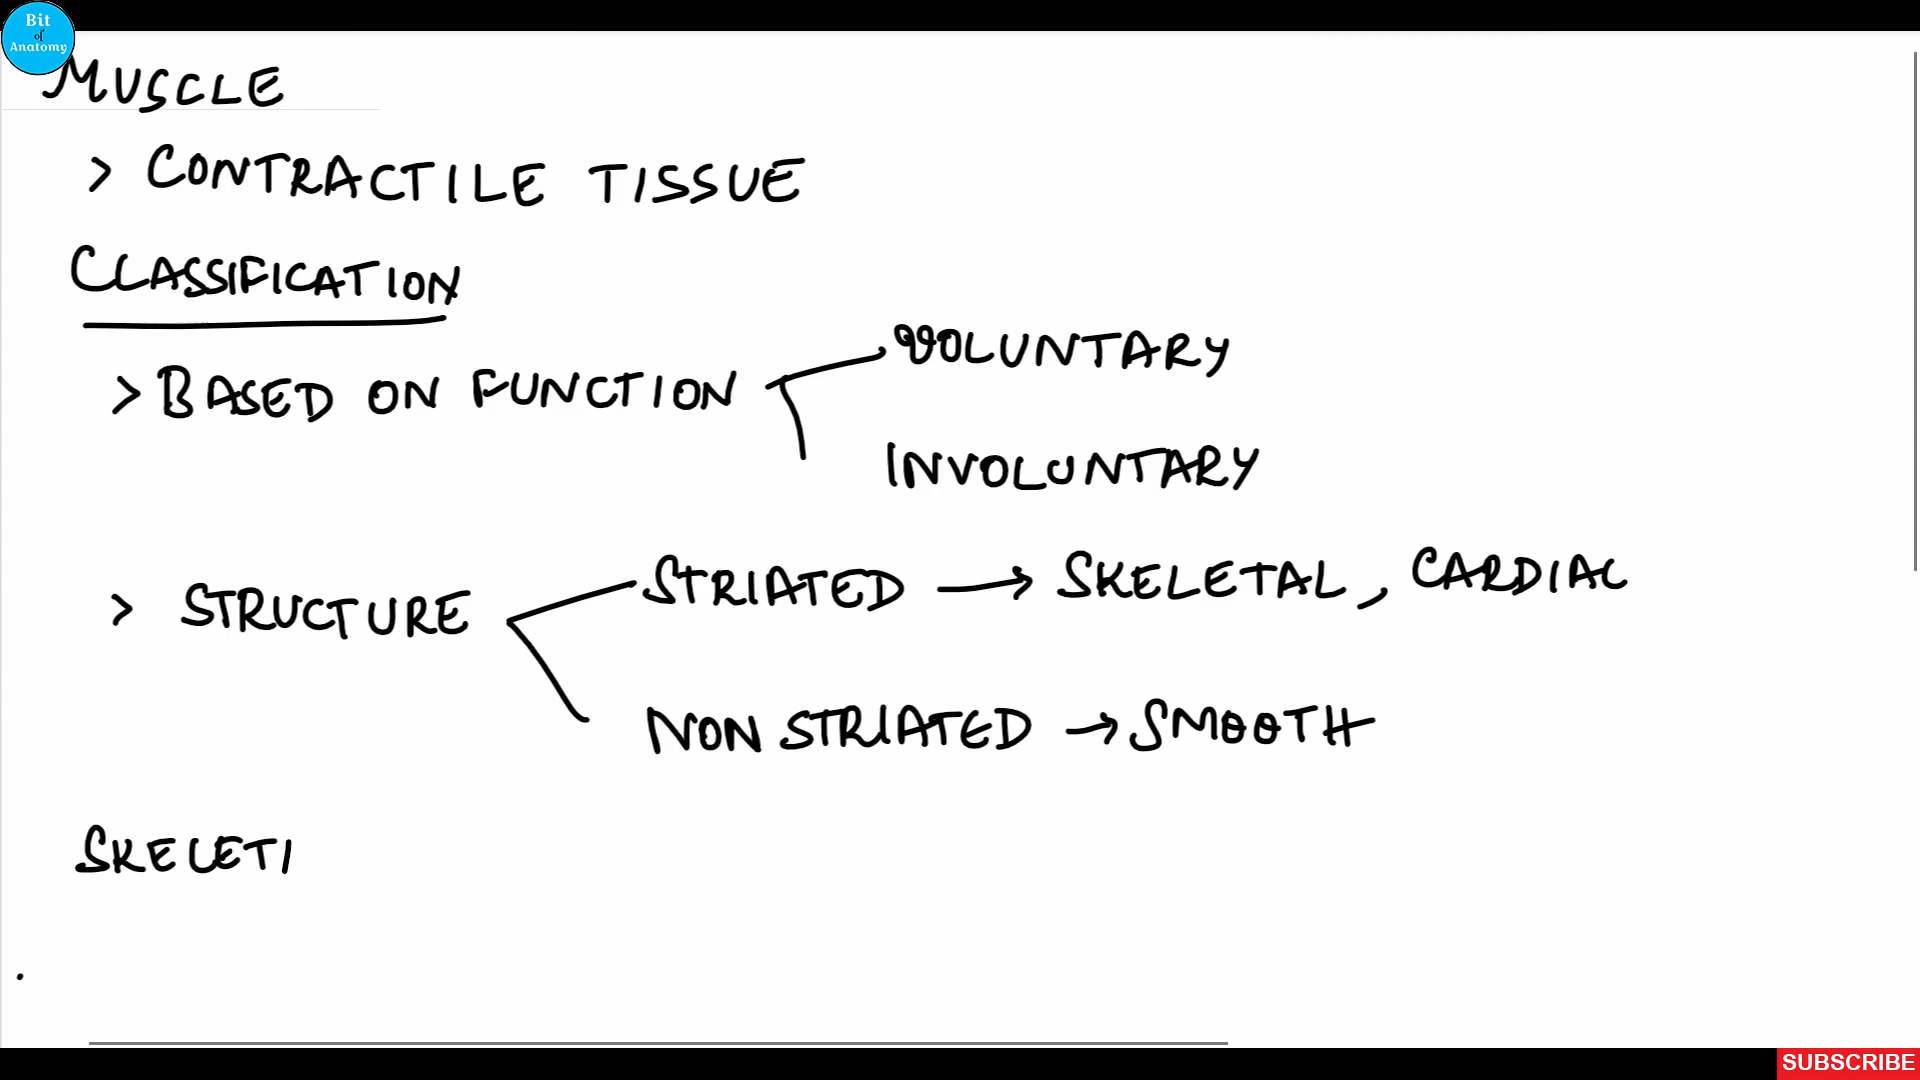 Bit
of
Anatomy
MUSCLE
> CONTRACTILE TISSUE
CLASSIFICATION
> BASED ON FUNCTION
VOLUNTARY
INVOLUNTARY
> STRUCTURE
STRIATED → SKELETAL, CARDIAC
NON STRIATED → SMOOTH
SKELET
SUBSCRIBE